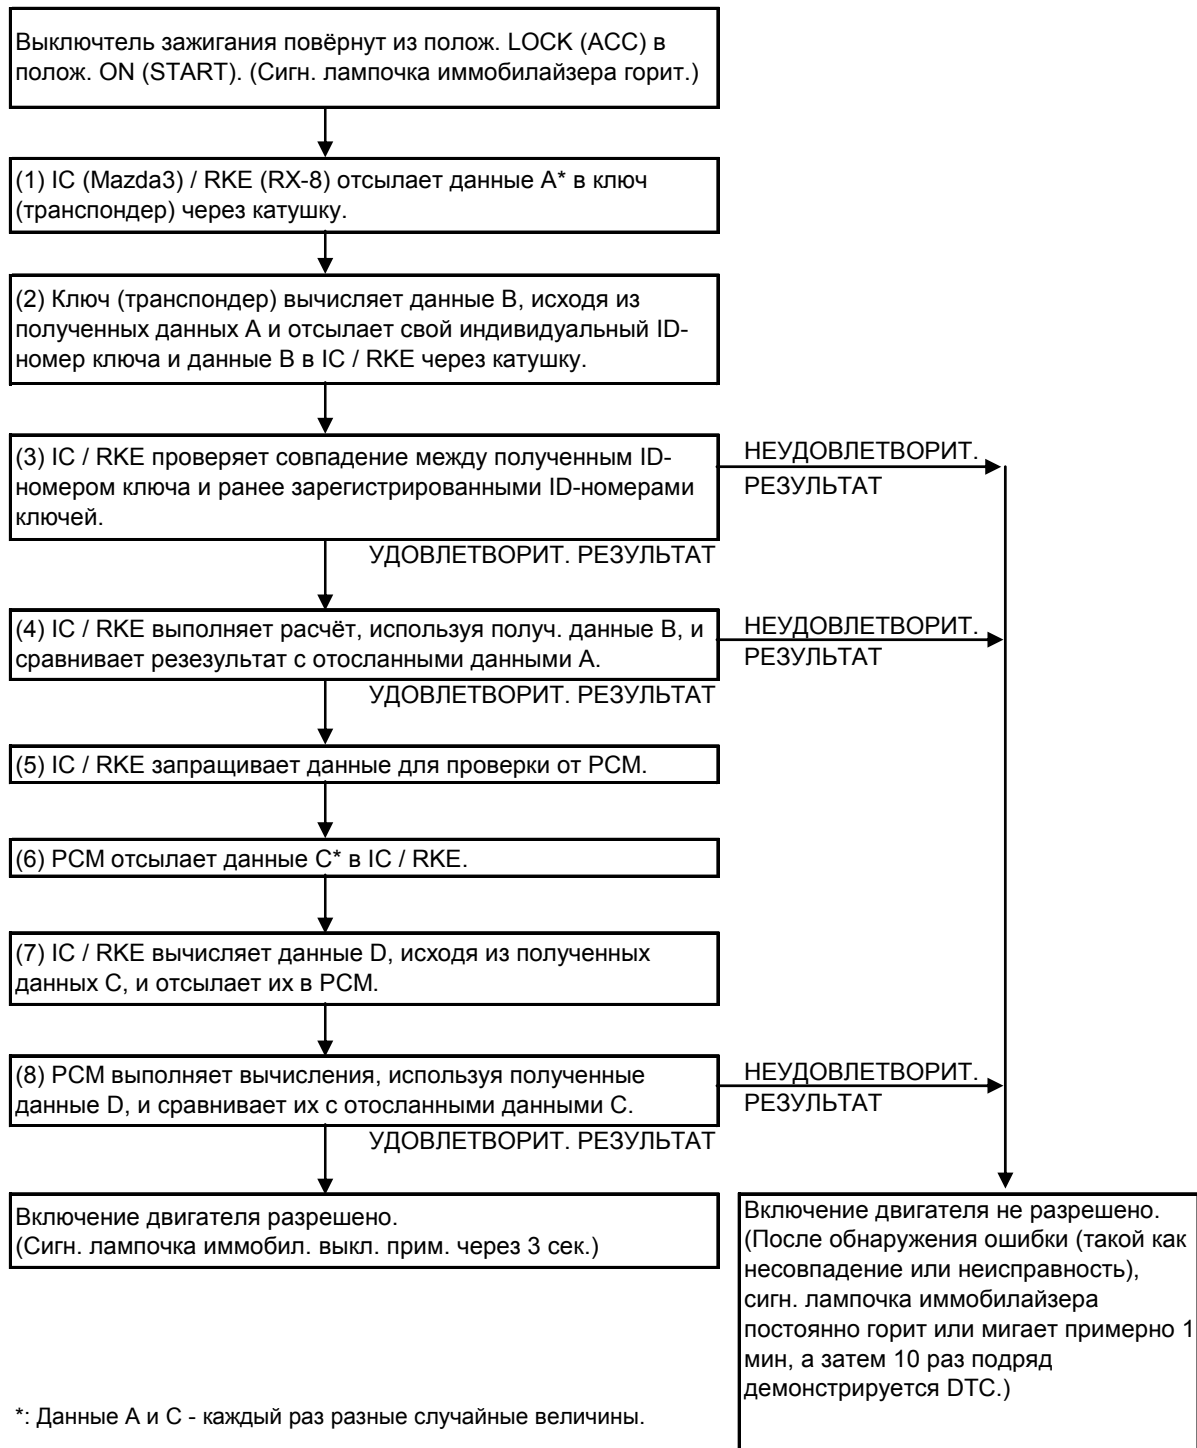 Выключтель зажигания повёрнут из полож. LOCK (ACC) в
полож. ON (START). (Сигн. лампочка иммобилайзера горит.)
(1) IC (Mazda3) / RKE (RX-8) отсылает данные A* в ключ
(транспондер) через катушку.
(2) Ключ (транспондер) вычисляет данные B, исходя из
полученных данных A и отсылает свой индивидуальный ID-
номер ключа и данные B в IC / RKE через катушку.
(3) IC / RKE проверяет совпадение между полученным ID-
номером ключа и ранее зарегистрированными ID-номерами
ключей.
НЕУДОВЛЕТВОРИТ.
РЕЗУЛЬТАТ
УДОВЛЕТВОРИТ. РЕЗУЛЬТАТ
(4) IC / RKE выполняет расчёт, используя получ. данные B, и
сравнивает резезультат с отосланными данными A.
НЕУДОВЛЕТВОРИТ.
РЕЗУЛЬТАТ
УДОВЛЕТВОРИТ. РЕЗУЛЬТАТ
(5) IC / RKE запращивает данные для проверки от PCM.
(6) PCM отсылает данные C* в IC / RKE.
(7) IC / RKE вычисляет данные D, исходя из полученных
данных C, и отсылает их в PCM.
(8) PCM выполняет вычисления, используя полученные
данные D, и сравнивает их с отосланными данными C.
НЕУДОВЛЕТВОРИТ.
РЕЗУЛЬТАТ
УДОВЛЕТВОРИТ. РЕЗУЛЬТАТ
Включение двигателя разрешено.
(Сигн. лампочка иммобил. выкл. прим. через 3 сек.)
Включение двигателя не разрешено.
(После обнаружения ошибки (такой как
несовпадение или неисправность),
сигн. лампочка иммобилайзера
постоянно горит или мигает примерно 1
мин, а затем 10 раз подряд
демонстрируется DTC.)
*: Данные A и C - каждый раз разные случайные величины.